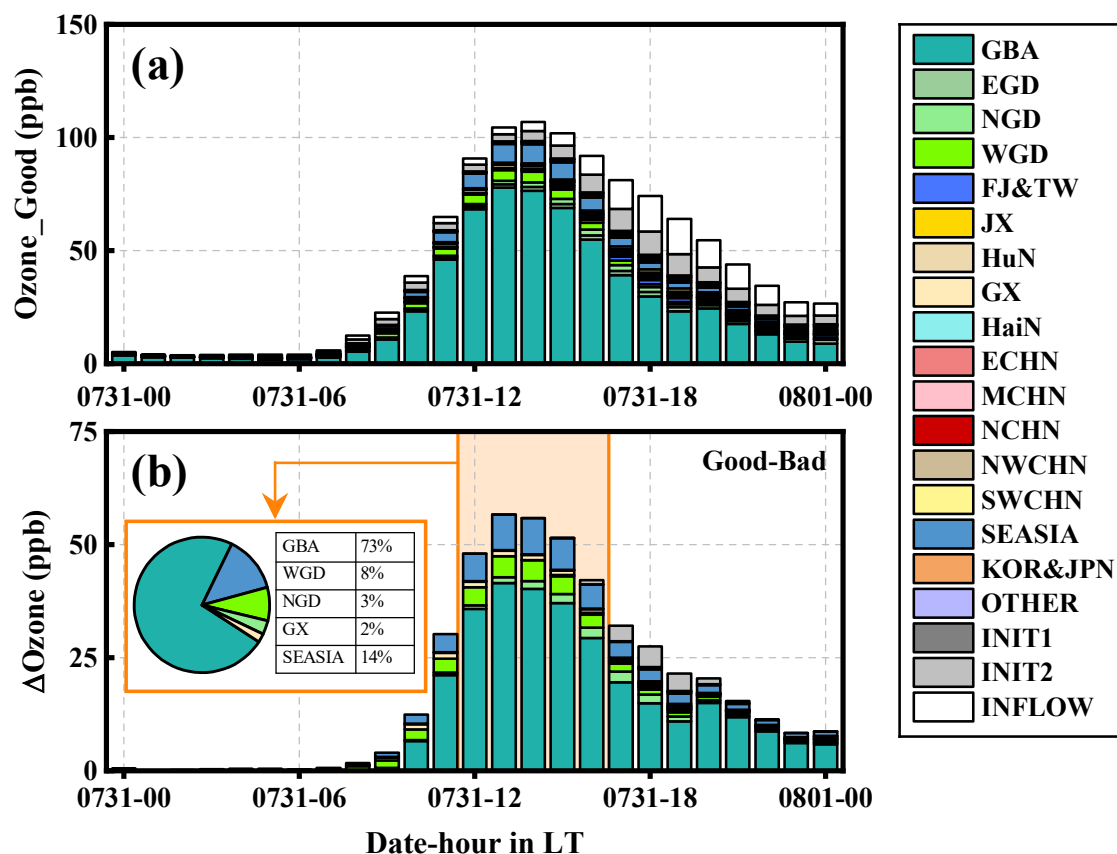 (a)
Ozone_Good (ppb)
150
100
50
0
0731-00 0731-06 0731-12 0731-18 0801-00
(b)
Good-Bad
ΔOzone (ppb)
75
50
25
0
GBA 73%
WGD 8%
NGD 3%
GX 2%
SEASIA 14%
0731-00 0731-06 0731-12 0731-18 0801-00
Date-hour in LT
GBA
EGD
NGD
WGD
FJ&TW
JX
HuN
GX
HaiN
ECHN
MCHN
NCHN
NWCHN
SWCHN
SEASIA
KOR&JPN
OTHER
INIT1
INIT2
INFLOW